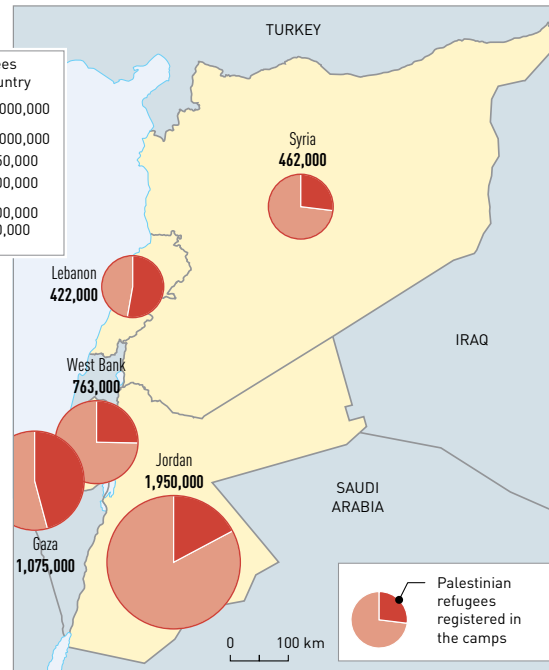 TURKEY
Syria
462,000
Lebanon
422,000
IRAQ
West Bank
763,000
Jordan
1,950,000
SAUDI
ARABIA
Gaza
1,075,000
0 100 km
Palestinian
refugees
registered in
the camps